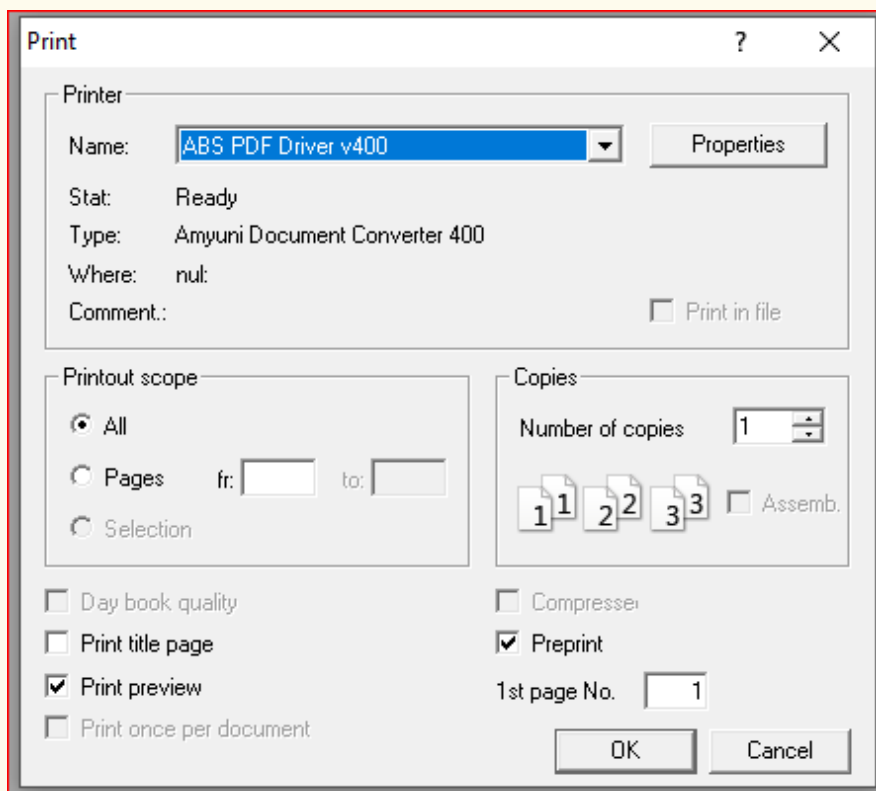 Print ?
Printer
Name: ABS PDF Driver v400 Properties
Stat: Ready
Type: Amyuni Document Converter 400
Where: nul:
Comment.: Print in file
Printout scope
All
Pages fr: to:
Selection
Copies
Number of copies 1
1 1 2 2 3 3 Assemb.
Day book quality
Print title page
Print preview
Print once per document
Compresse
Preprint
1st page No. 1
OK Cancel